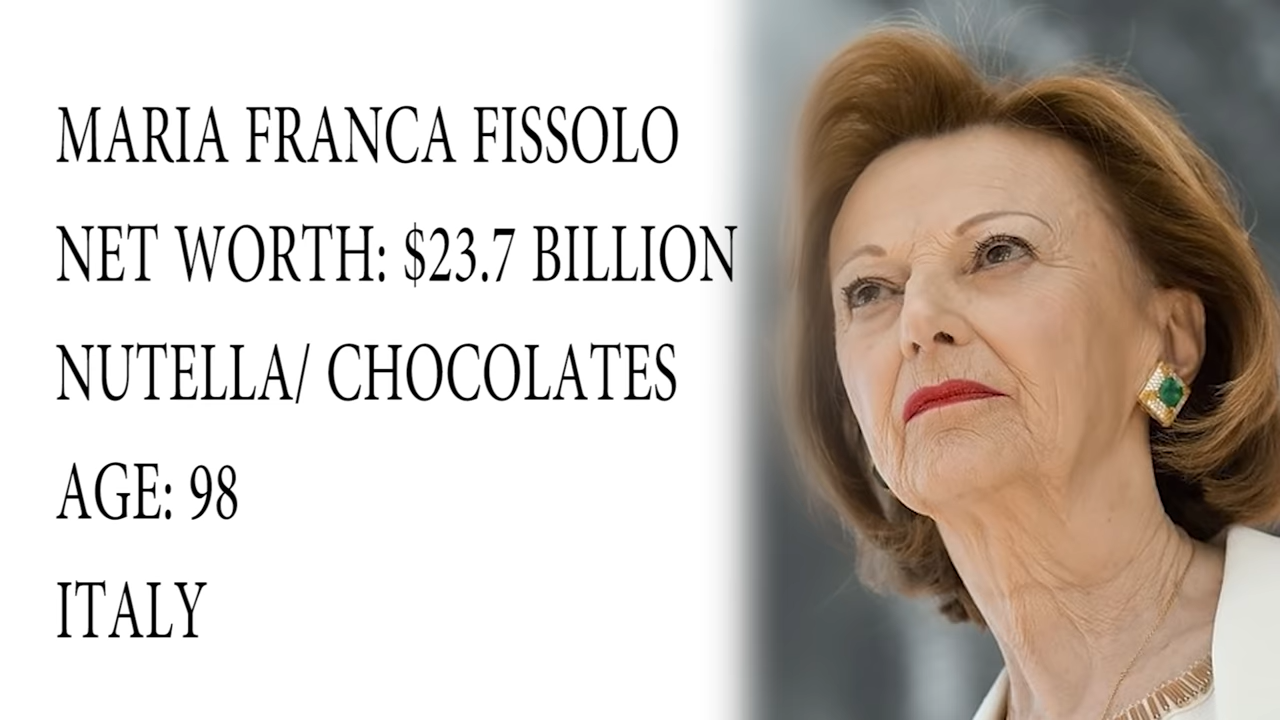 MARIA FRANCA FISSOLO
NET WORTH: $23.7 BILLION
NUTELLA/ CHOCOLATES
AGE: 98
ITALY